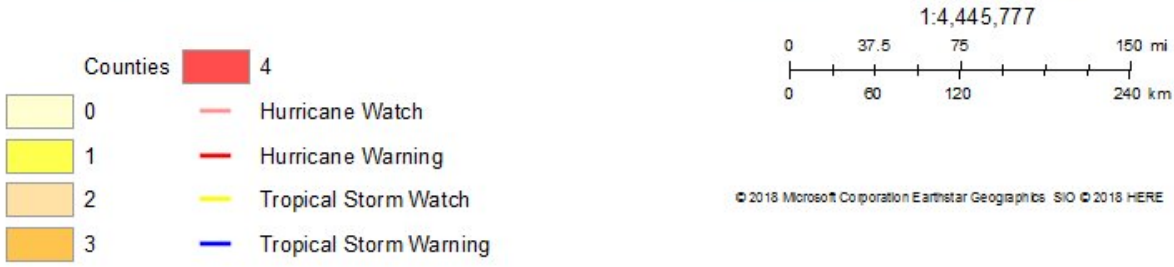 Counties 4
0 Hurricane Watch
1 Hurricane Warning
2 Tropical Storm Watch
3 Tropical Storm Warning
1:4,445,777
0 37.5 75 150 mi
0 60 120 240 km
© 2018 Microsoft Corporation Earthstar Geographics SIO © 2018 HERE